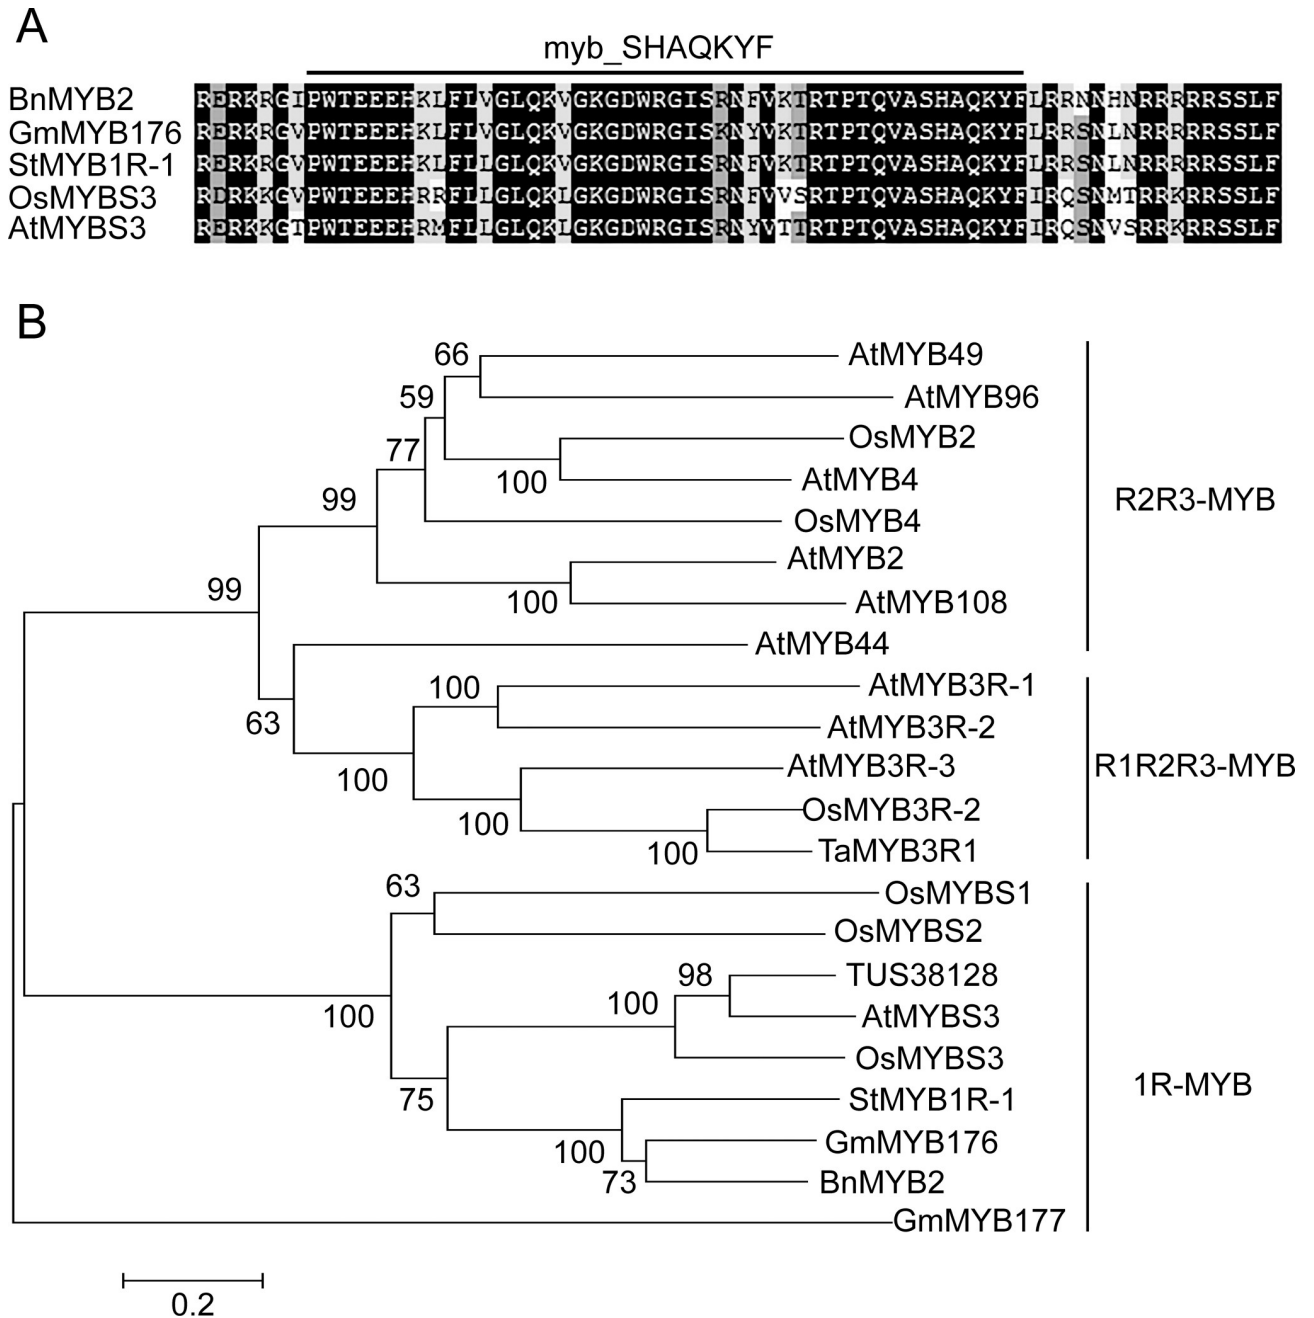 A
myb_SHAQKYF
BnMYB2 RERKRGIPWTEEEHKLFLVGLQKVGKGDWRGISRNFVKTRTPTQVASHAQKYFLRRNNHNRRRRRSSLF
GmMYB176 RERKRGVPWTEEEHKLFLVGLQKVGKGDWRGISKNYVKTRTPTQVASHAQKYFLRRSNLNRRRRRSSLF
StMYB1R-1 RERKRGVPWTEEEHKLFLLGLQKVGKGDWRGISRNFVKTRTPTQVASHAQKYFLRRSNLNRRRRRSSLF
OsMYBS3 RDRKKGVPWTEEEHRRFLLGLQKLGKGDWRGISRNFVVSRTPTQVASHAQKYFIRQSNMTRRKRRSSLF
AtMYBS3 RERKKGTPWTEEEHRMFLLGLQKLGKGDWRGISRNYVTTRTPTQVASHAQKYFIRQSNVSRRKRRSSLF
B
66
AtMYB49
59
AtMYB96
77
OsMYB2
100
AtMYB4
99
R2R3-MYB
OsMYB4
AtMYB2
99
100
AtMYB108
AtMYB44
100
AtMYB3R-1
63
AtMYB3R-2
100
AtMYB3R-3
R1R2R3-MYB
100
OsMYB3R-2
100
TaMYB3R1
63
OsMYBS1
OsMYBS2
98
TUS38128
100
100
AtMYBS3
OsMYBS3
75
1R-MYB
StMYB1R-1
100
GmMYB176
73
BnMYB2
GmMYB177
0.2